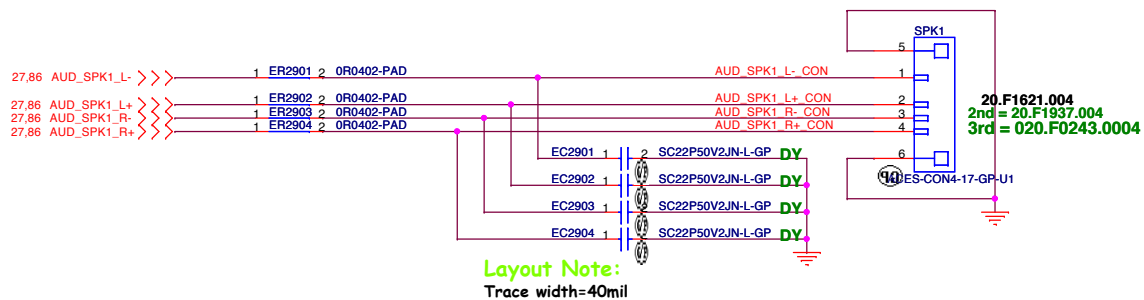 SPK1
5
27,86 AUD_SPK1_L- 1 ER2901 2 0R0402-PAD AUD_SPK1_L-_CON 1
27,86 AUD_SPK1_L+ 1 ER2902 2 0R0402-PAD AUD_SPK1_L+_CON 2
27,86 AUD_SPK1_R- 1 ER2903 2 0R0402-PAD AUD_SPK1_R-_CON 3
27,86 AUD_SPK1_R+ 1 ER2904 2 0R0402-PAD AUD_SPK1_R+_CON 4
20.F1621.004
2nd = 20.F1937.004
3rd = 020.F0243.0004
6
EC2901 1 2 SC22P50V2JN-L-GP DY
EC2902 1 SC22P50V2JN-L-GP DY
EC2903 1 SC22P50V2JN-L-GP DY
EC2904 1 SC22P50V2JN-L-GP DY
Layout Note:
Trace width=40mil